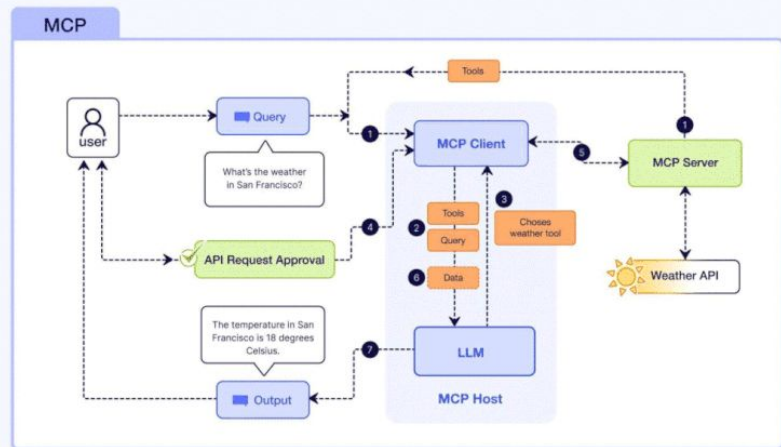 MCP
Tools
user
Query
1
1
MCP Client
5
MCP Server
What's the weather
in San Francisco?
3
Tools
2
Choses
weather tool
4
Query
API Request Approval
6
Data
Weather API
The temperature in San
Francisco is 18 degrees
Celsius.
7
LLM
Output
MCP Host